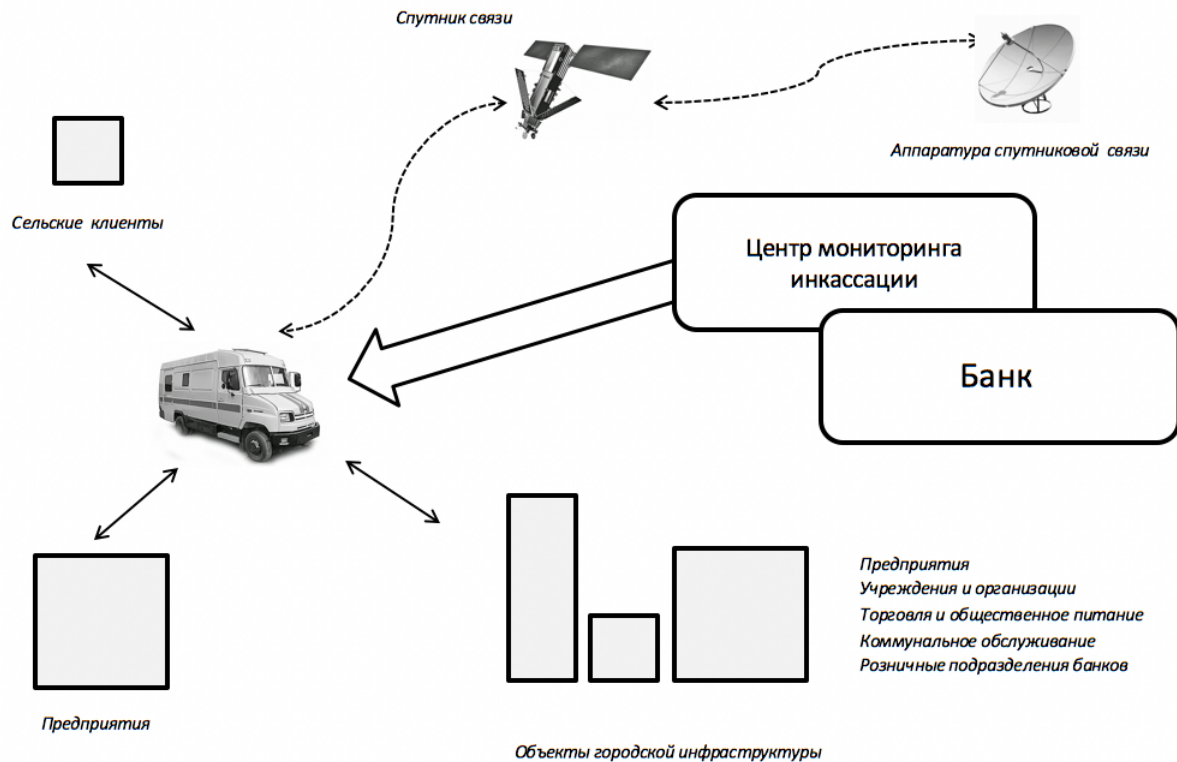 Спутник связи
Аппаратура спутниковой связи
Сельские клиенты
Центр мониторинга
инкассации
Банк
Предприятия
Учреждения и организации
Торговля и общественное питание
Коммунальное обслуживание
Розничные подразделения банков
Предприятия
Объекты городской инфраструктуры